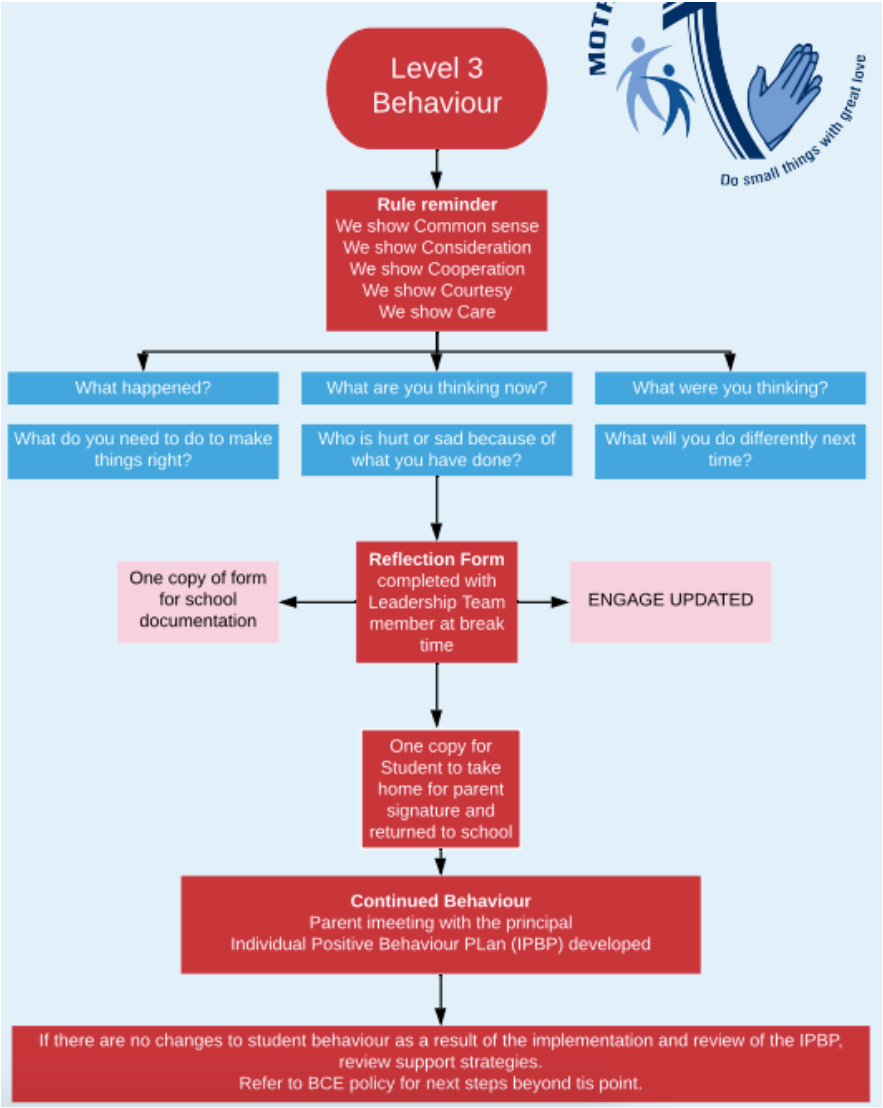 MOTH
Do small things with great love
Level 3
Behaviour
Rule reminder
We show Common sense
We show Consideration
We show Cooperation
We show Courtesy
We show Care
What happened?
What are you thinking now?
What were you thinking?
What do you need to do to make
things right?
Who is hurt or sad because of
what you have done?
What will you do differently next
time?
One copy of form
for school
documentation
Reflection Form
completed with
Leadership Team
member at break
time
ENGAGE UPDATED
One copy for
Student to take
home for parent
signature and
returned to school
Continued Behaviour
Parent imeeting with the principal
Individual Positive Behaviour PLan (IPBP) developed
If there are no changes to student behaviour as a result of the implementation and review of the IPBP,
review support strategies.
Refer to BCE policy for next steps beyond tis point.